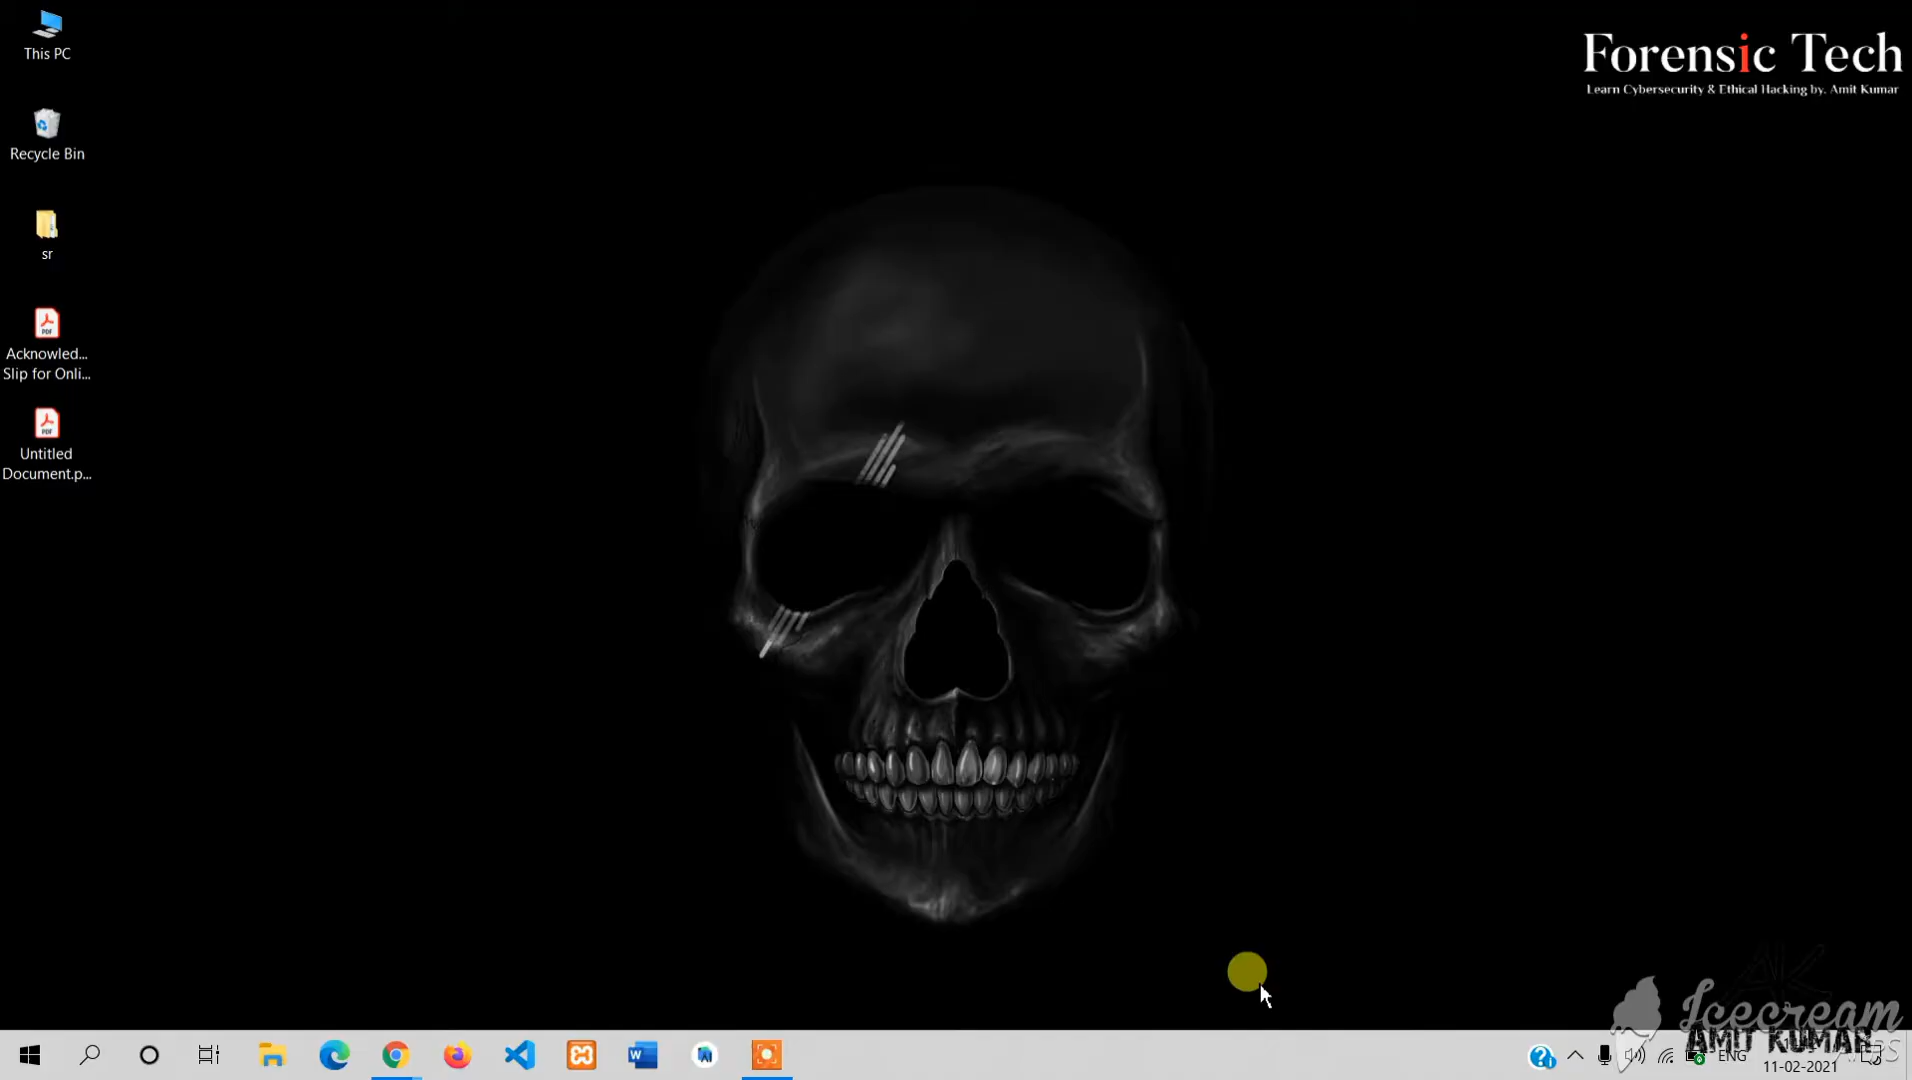 This PC
Recycle Bin
sr
Acknowled...
Slip for Onli...
Untitled
Document.p...
Forensic Tech
Learn Cybersecurity & Ethical Hacking by. Amit Kumar
Icecream
AMIT KUMAR
ENG
11-02-2021